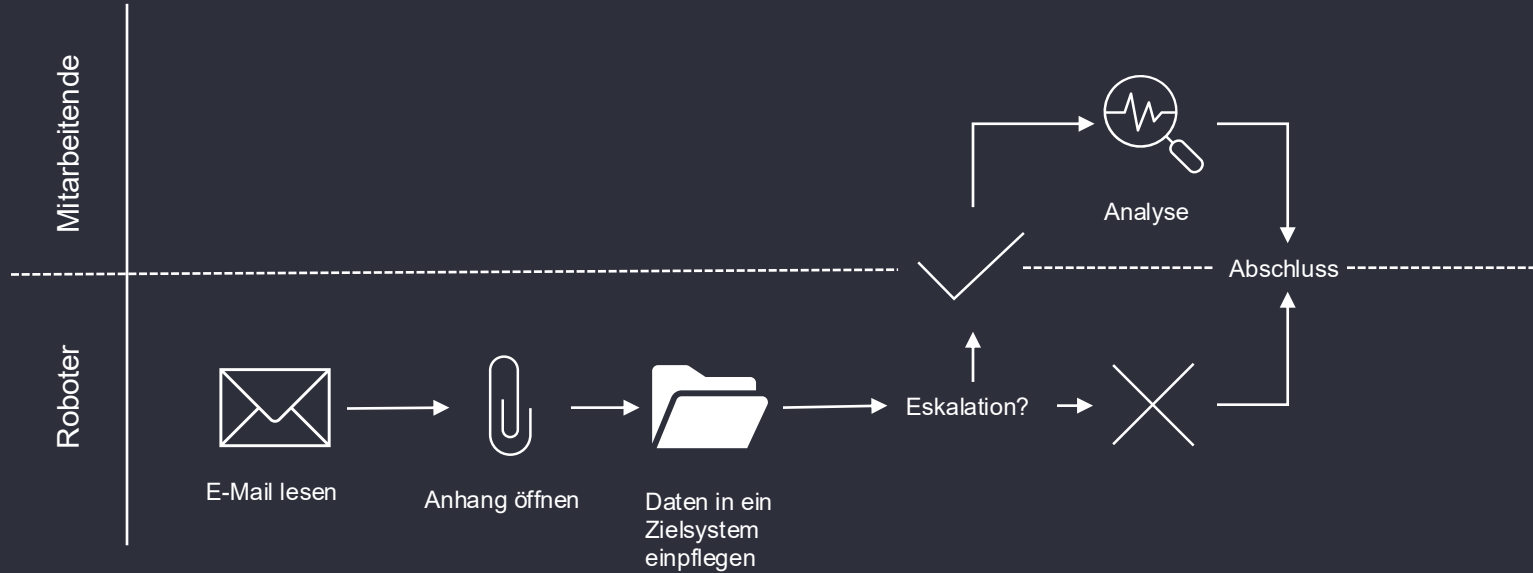 Mitarbeitende
Analyse
Abschluss
Roboter
Eskalation?
E-Mail lesen
Anhang öffnen
Daten in ein
Zielsystem
einpflegen